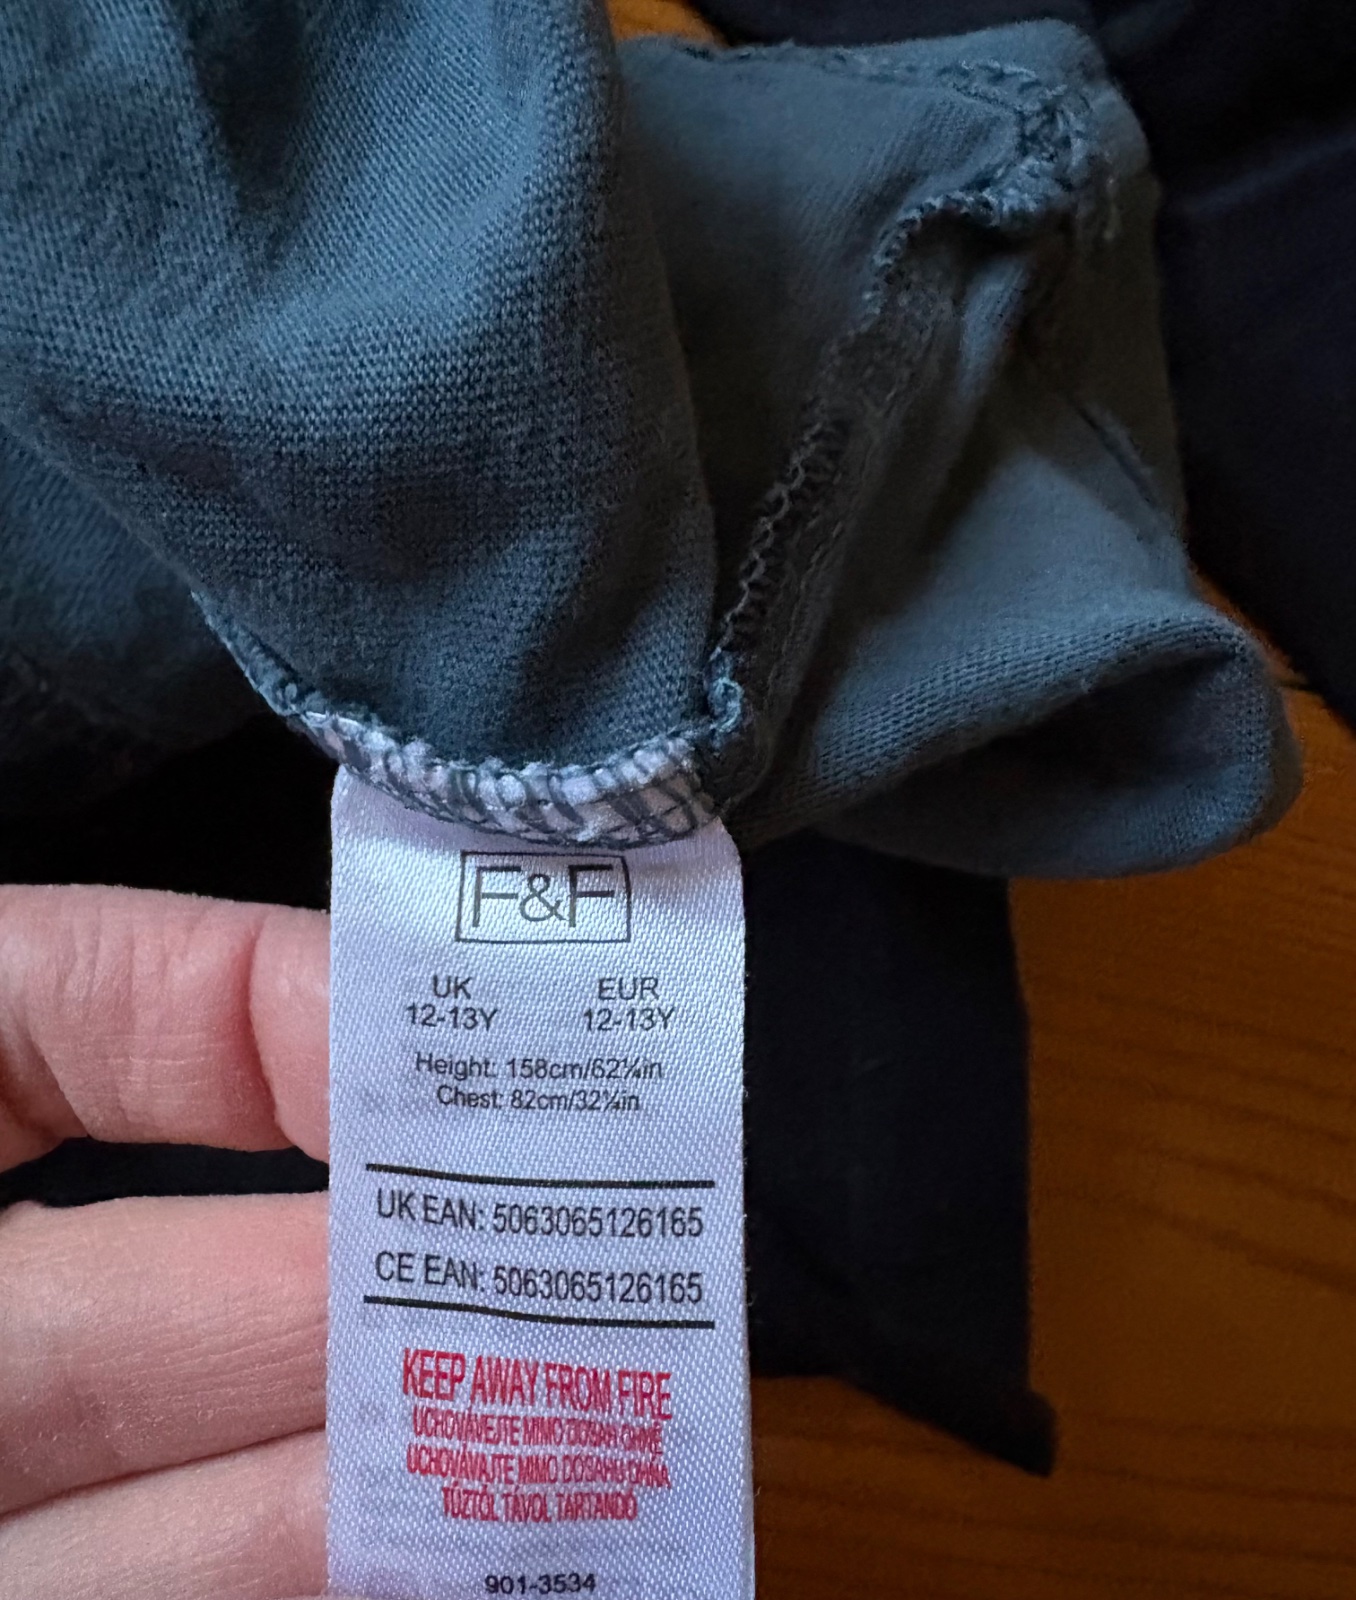 F&F
UK EUR
12-13Y 12-13Y
Height: 158cm/62¼in
Chest: 82cm/32¼in
UK EAN: 5063065126165
CE EAN: 5063065126165
KEEP AWAY FROM FIRE
UCHOVÁVEJTE MIMO DOSAH OHNĚ
UCHOVÁVAJTE MIMO DOSAHU OHŇA
TŰZTŐL TÁVOL TARTANDÓ
901-3534